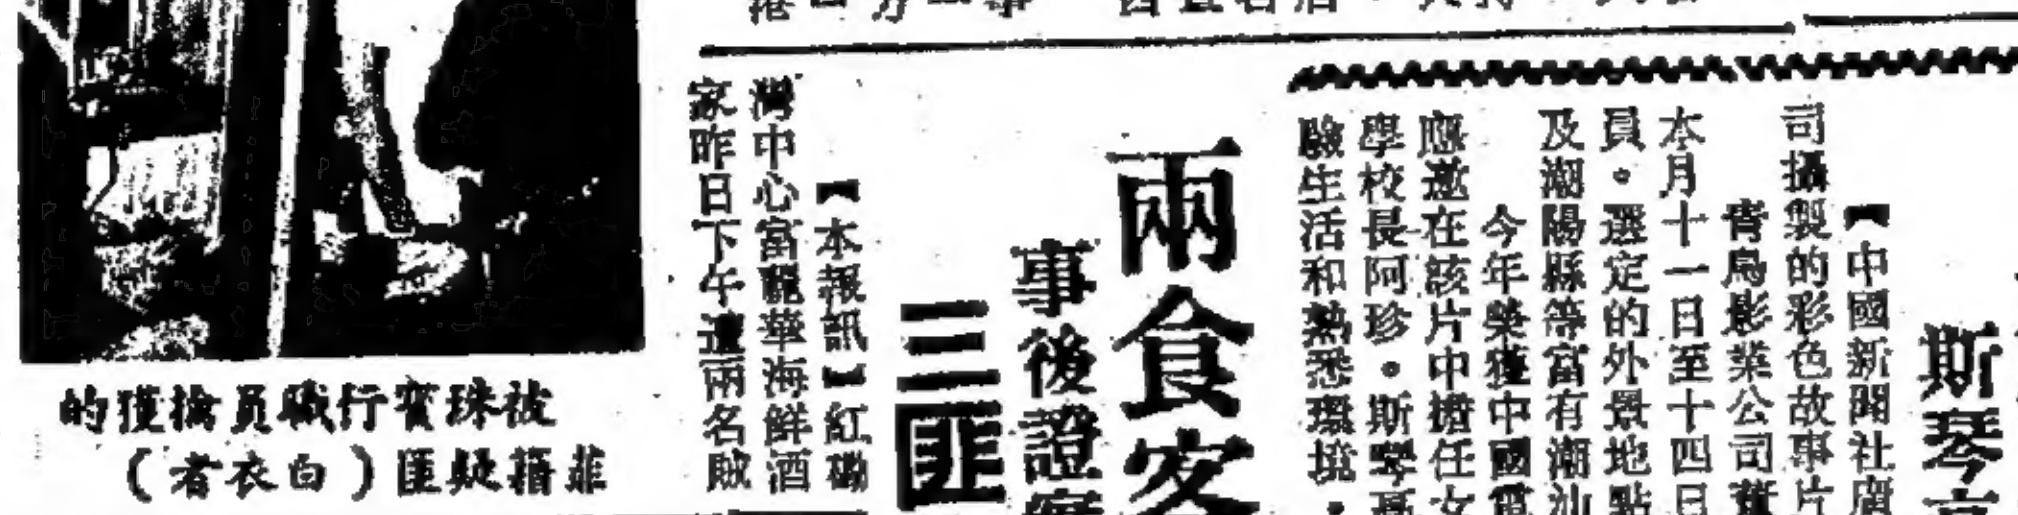 斯琴
【中國新聞社廣
司攝製的彩色故事片
青鳥影業公司
本月十一日至十四日
員。選定的外景地點
及潮陽縣等富有潮汕
今年榮獲中國電
應邀在該片中擔任女
學校長阿珍。斯琴高
驗生活和熟悉環境，
兩食客
事後證
三匪
【本報訊】紅磡
灣中心富麗華海鮮酒
家昨日下午遭兩名賊
被珠寶行職員擒獲的
菲籍疑匪（白衣者）